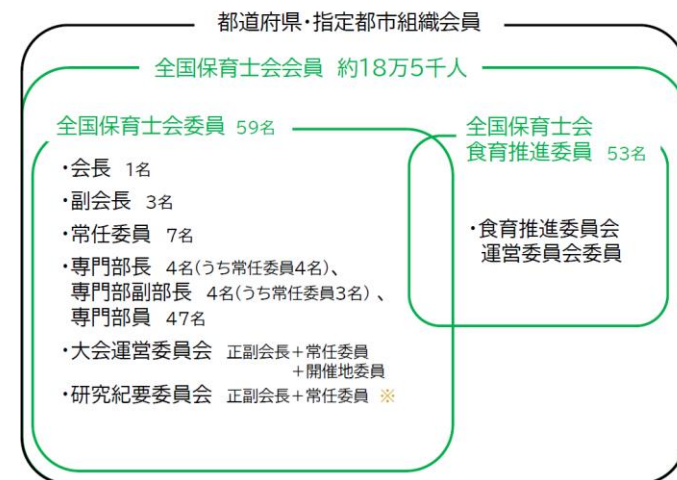 都道府県・指定都市組織会員
全国保育士会会員 約18万5千人
全国保育士会委員 59名
・会長 1名
・副会長 3名
・常任委員 7名
・専門部長 4名(うち常任委員4名)、
専門部副部長 4名(うち常任委員3名)、
専門部員 47名
・大会運営委員会 正副会長＋常任委員
＋開催地委員
・研究紀要委員会 正副会長＋常任委員 ※
全国保育士会
食育推進委員 53名
・食育推進委員会
運営委員会委員